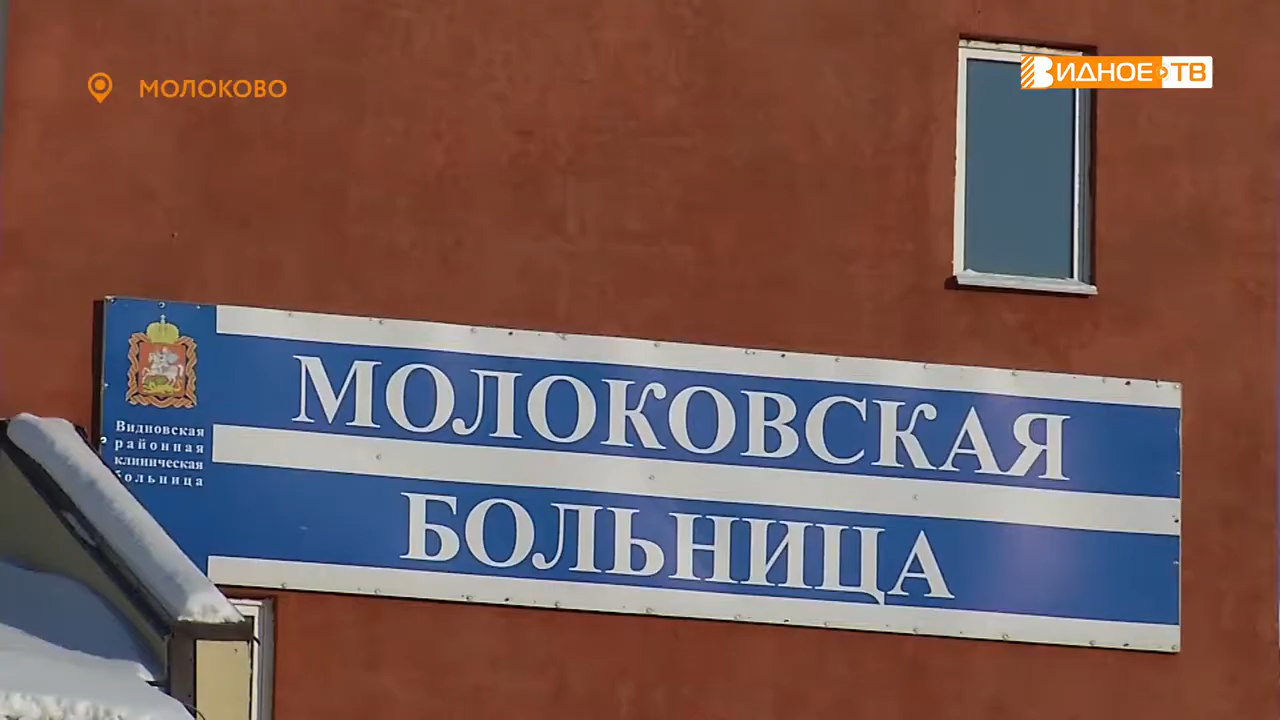 МОЛОКОВО
ВИДНОЕ ТВ
МОЛОКОВСКАЯ
БОЛЬНИЦА
Видновская
районная
клиническая
больница